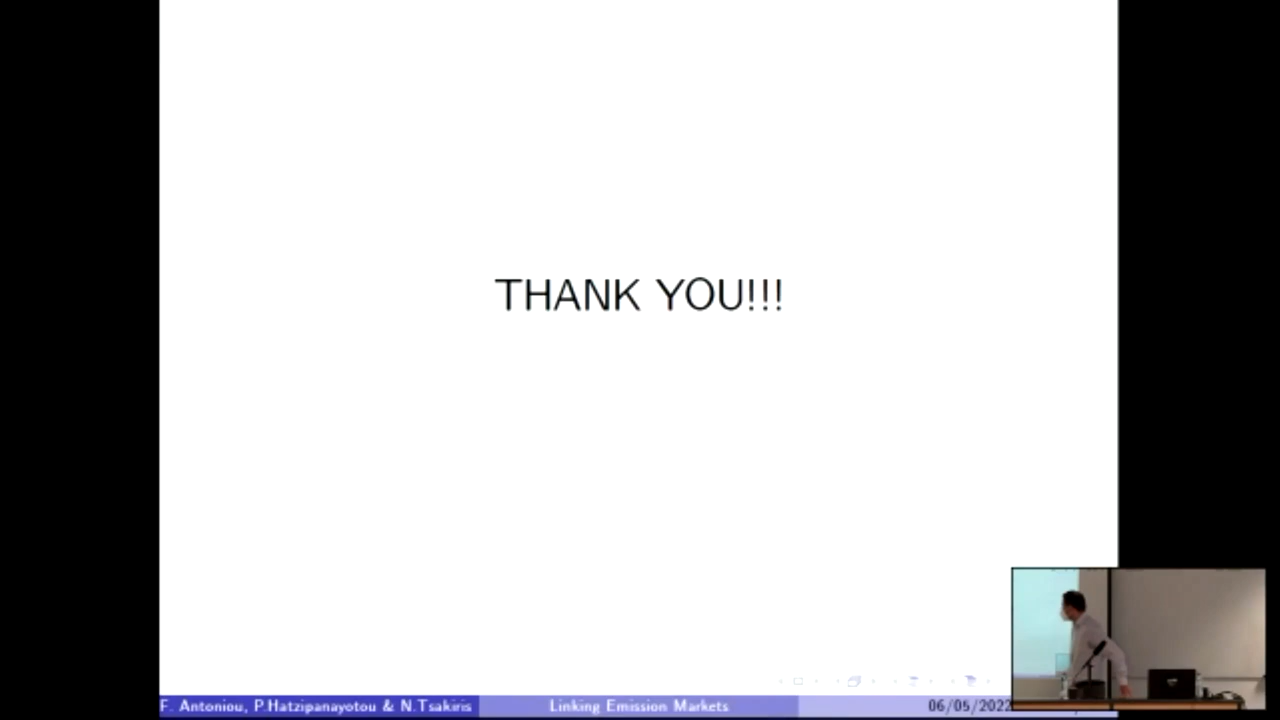 THANK YOU!!!
F. Antoniou, P.Hatzipanayotou & N.Tsakiris
Linking Emission Markets
06/05/2022